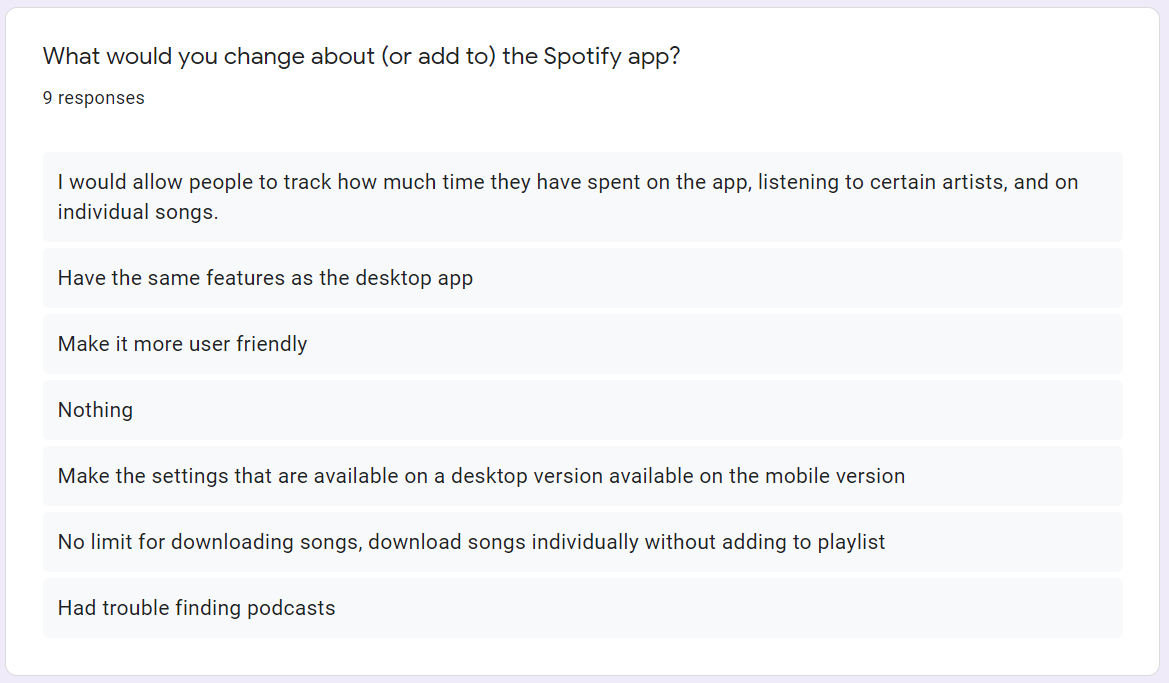 What would you change about (or add to) the Spotify app?
9 responses
I would allow people to track how much time they have spent on the app, listening to certain artists, and on
individual songs.
Have the same features as the desktop app
Make it more user friendly
Nothing
Make the settings that are available on a desktop version available on the mobile version
No limit for downloading songs, download songs individually without adding to playlist
Had trouble finding podcasts